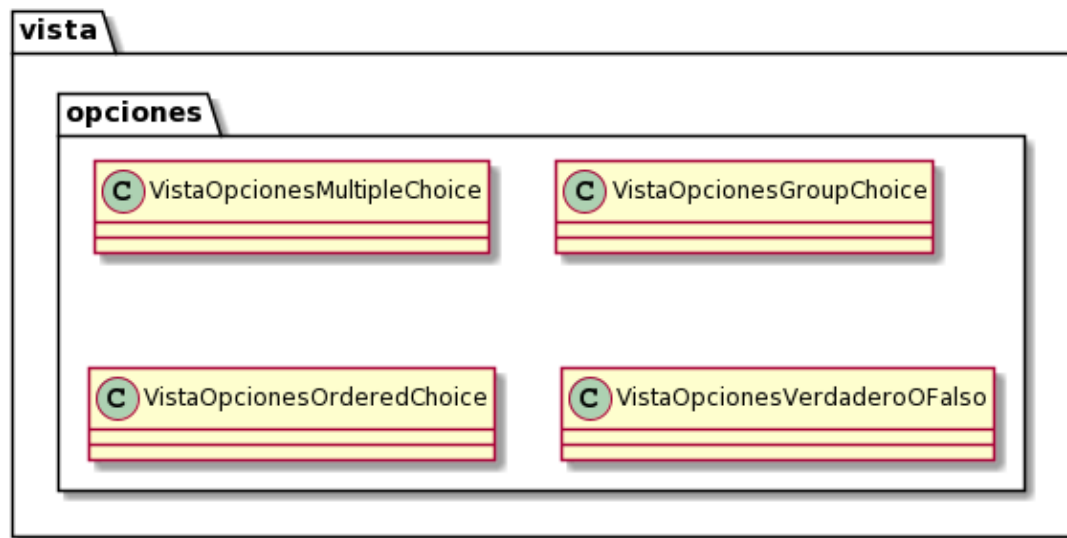 vista
opciones
C VistaOpcionesMultipleChoice
C VistaOpcionesGroupChoice
C VistaOpcionesOrderedChoice
C VistaOpcionesVerdaderoOFalso